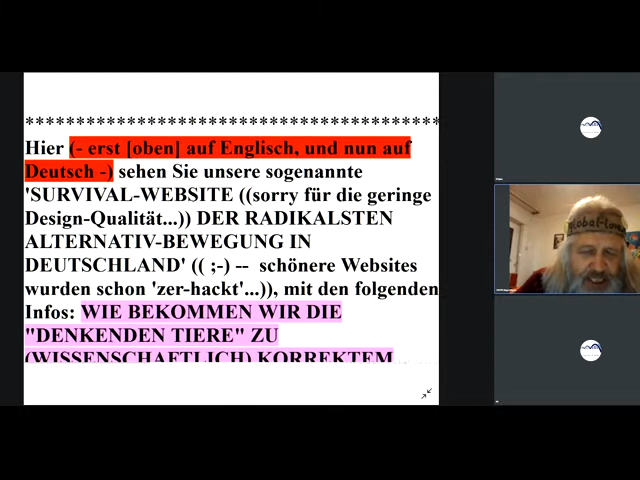 *****************************************
Hier (- erst [oben] auf Englisch, und nun auf
Deutsch -) sehen Sie unsere sogenannte
'SURVIVAL-WEBSITE ((sorry für die geringe
Design-Qualität...)) DER RADIKALSTEN
ALTERNATIV-BEWEGUNG IN
DEUTSCHLAND' (( ;-) --  schönere Websites
wurden schon 'zer-hackt'...)), mit den folgenden
Infos: WIE BEKOMMEN WIR DIE
"DENKENDEN TIERE" ZU
(WISSENSCHAFTLICH) KORREKTEM